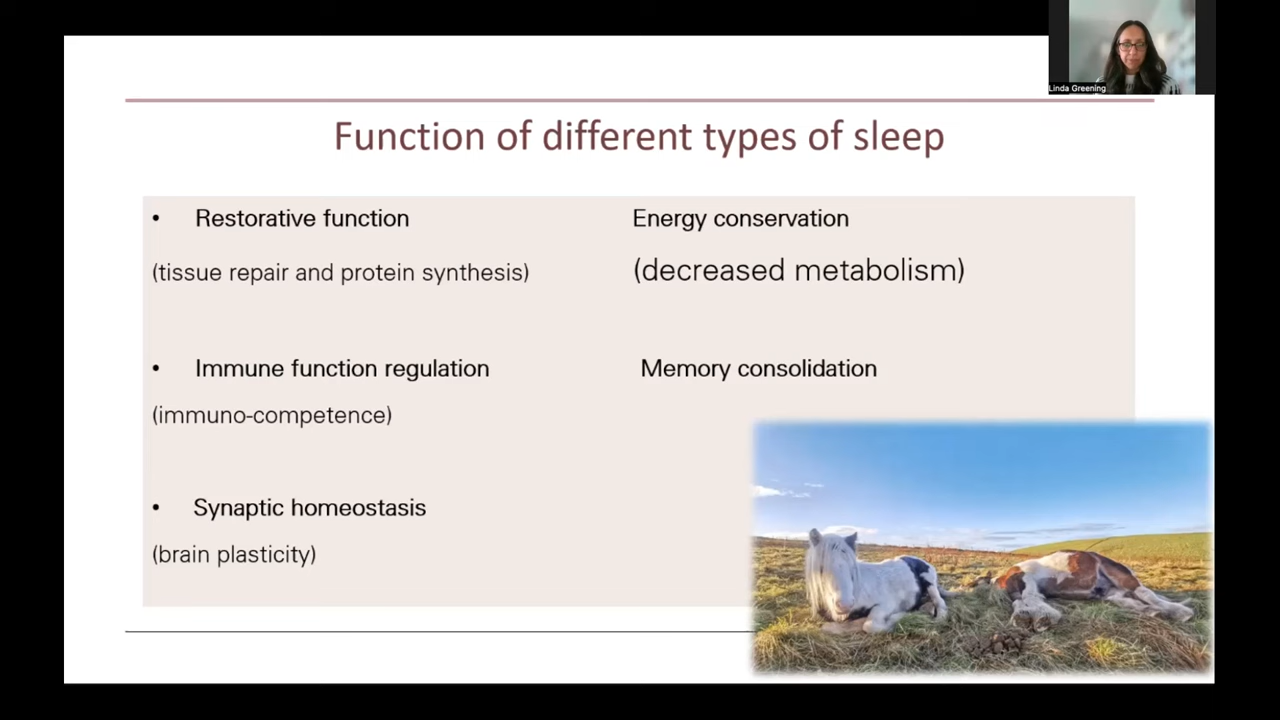 Linda Greening
Function of different types of sleep
• Restorative function
(tissue repair and protein synthesis)
• Immune function regulation
(immuno-competence)
• Synaptic homeostasis
(brain plasticity)
Energy conservation
(decreased metabolism)
Memory consolidation